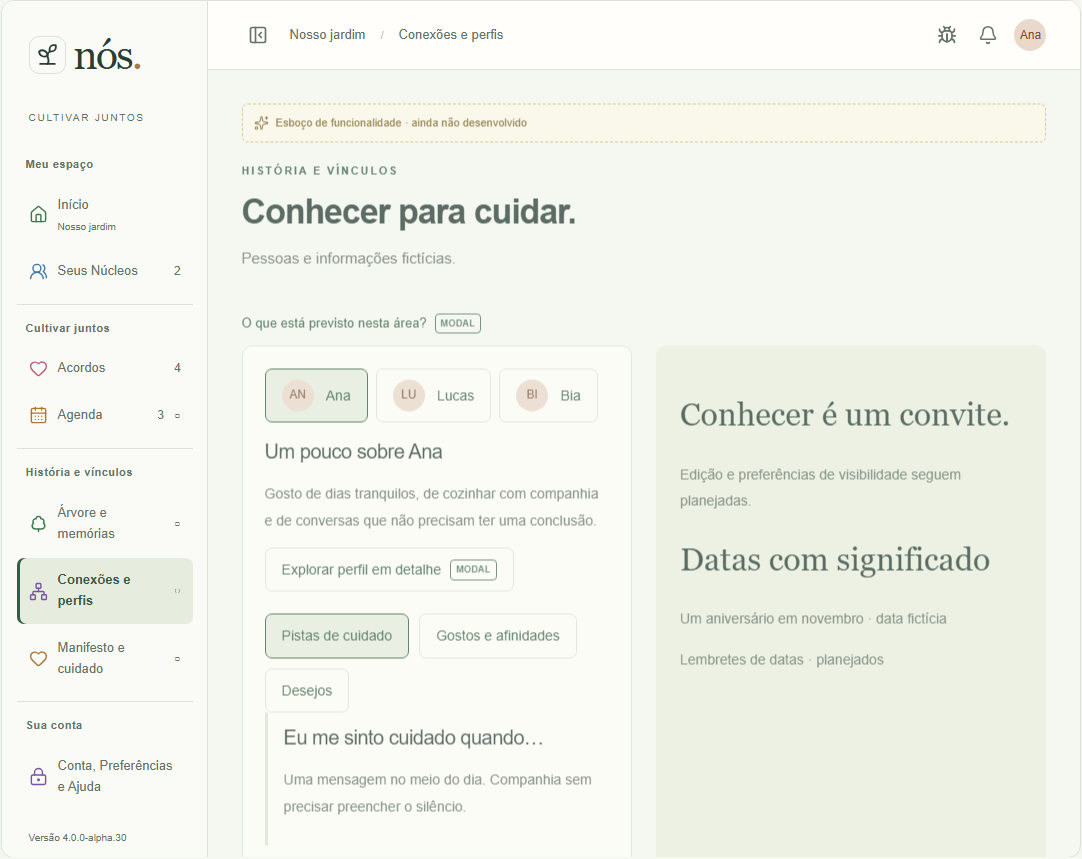 nós.
CULTIVAR JUNTOS
Meu espaço
Início
Nosso jardim
Seus Núcleos 2
Cultivar juntos
Acordos 4
Agenda 3
História e vínculos
Árvore e
memórias
Conexões e
perfis
Manifesto e
cuidado
Sua conta
Conta, Preferências
e Ajuda
Versão 4.0.0-alpha.30
Nosso jardim / Conexões e perfis
Ana
Esboço de funcionalidade · ainda não desenvolvido
HISTÓRIA E VÍNCULOS
Conhecer para cuidar.
Pessoas e informações fictícias.
O que está previsto nesta área? MODAL
AN Ana
LU Lucas
BI Bia
Um pouco sobre Ana
Gosto de dias tranquilos, de cozinhar com companhia
e de conversas que não precisam ter uma conclusão.
Explorar perfil em detalhe MODAL
Pistas de cuidado
Gostos e afinidades
Desejos
Eu me sinto cuidado quando…
Uma mensagem no meio do dia. Companhia sem
precisar preencher o silêncio.
Conhecer é um convite.
Edição e preferências de visibilidade seguem
planejadas.
Datas com significado
Um aniversário em novembro · data fictícia
Lembretes de datas · planejados